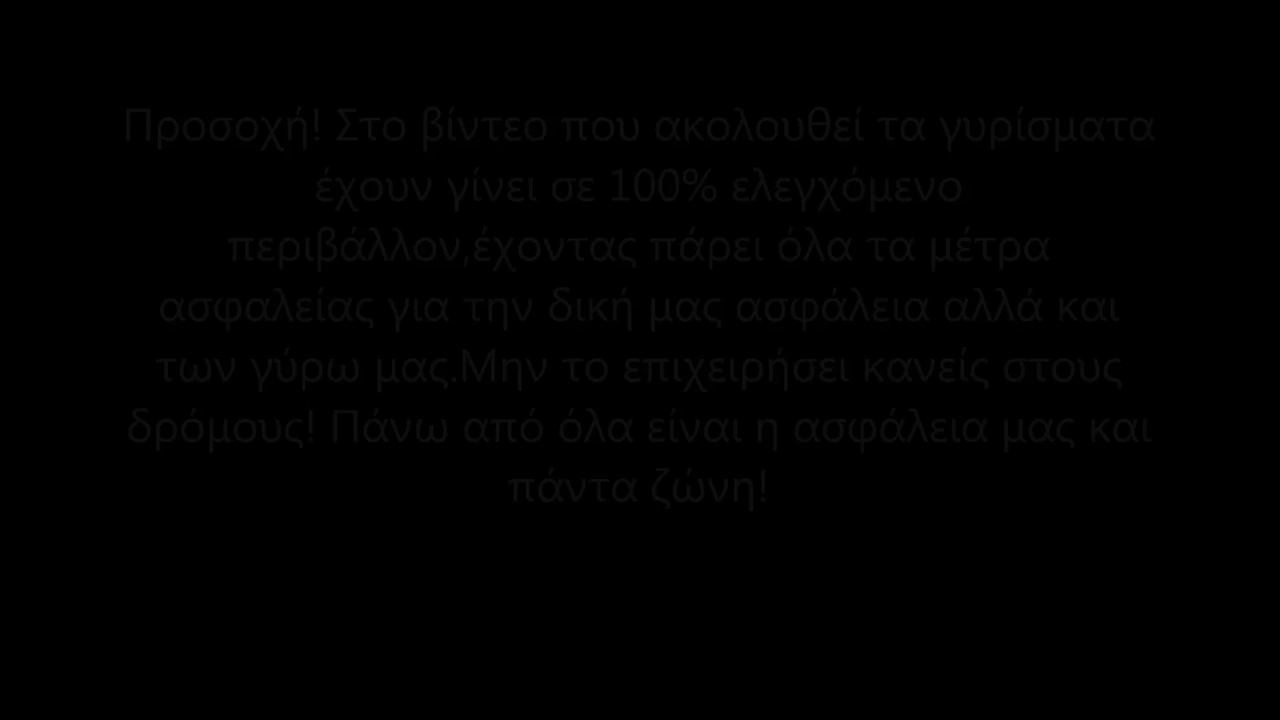 Προσοχή! Στο βίντεο που ακολουθεί τα γυρίσματα
έχουν γίνει σε 100% ελεγχόμενο
περιβάλλον,έχοντας πάρει όλα τα μέτρα
ασφαλείας για την δική μας ασφάλεια αλλά και
των γύρω μας.Μην το επιχειρήσει κανείς στους
δρόμους! Πάνω από όλα είναι η ασφάλεια μας και
πάντα ζώνη!